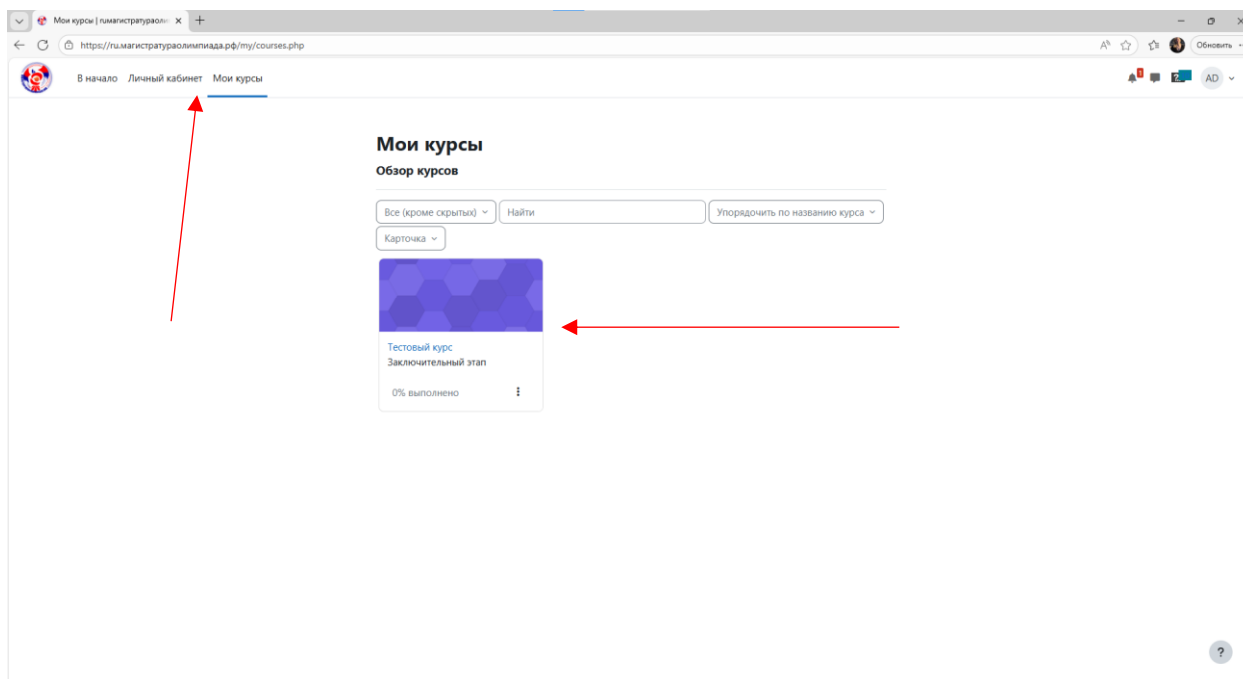 Мои курсы | ruмагистратураоли
https://ru.магистратураолимпиада.рф/my/courses.php
Обновить
В начало Личный кабинет Мои курсы
AD
Мои курсы
Обзор курсов
Все (кроме скрытых) Найти Упорядочить по названию курса
Карточка
Тестовый курс
Заключительный этап
0% выполнено
?